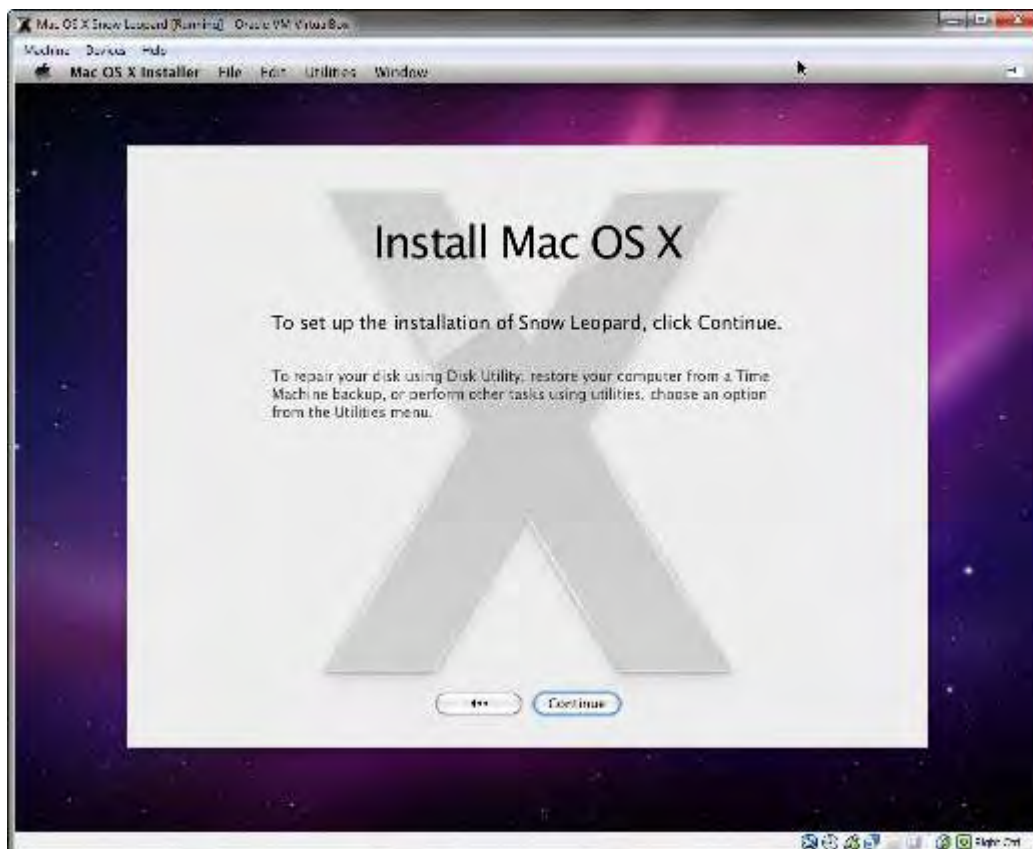 Mac OS X Snow Leopard [Running] - Oracle VM VirtualBox
Machine Devices Help
Mac OS X Installer File Edit Utilities Window
Install Mac OS X
To set up the installation of Snow Leopard, click Continue.
To repair your disk using Disk Utility, restore your computer from a Time
Machine backup, or perform other tasks using utilities, choose an option
from the Utilities menu.
Continue
Right Ctrl